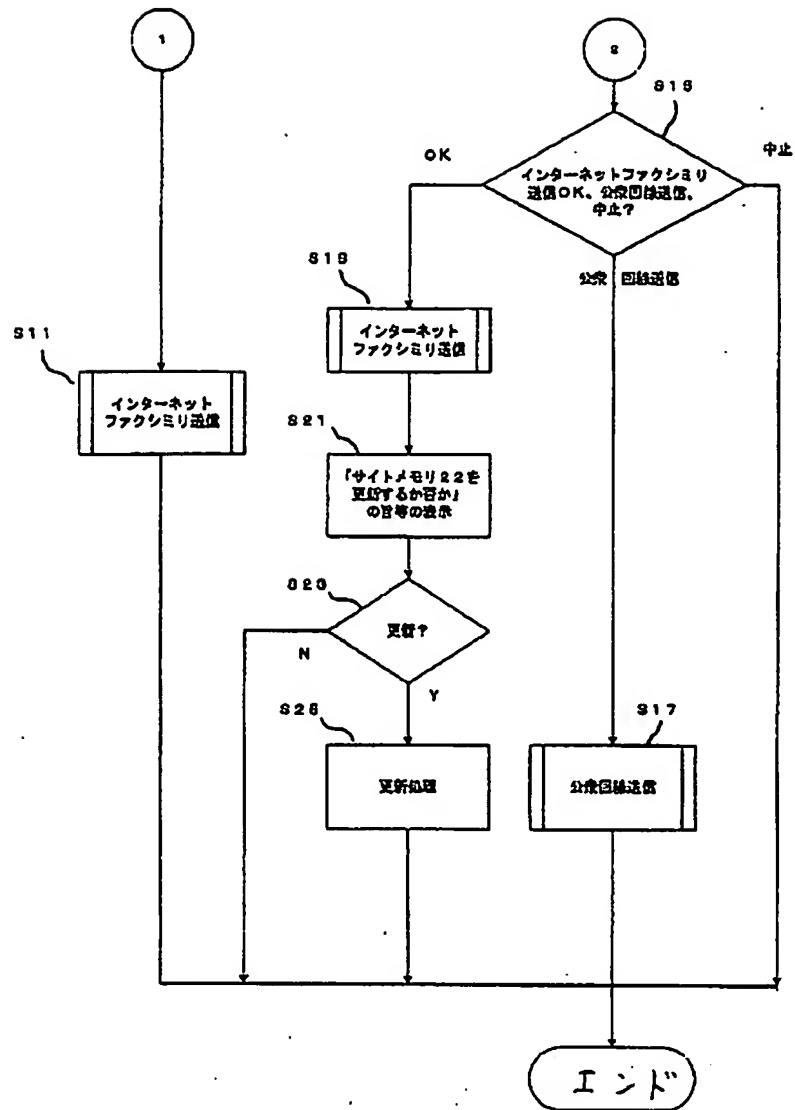 1
2
S15
OK
中止
インターネットファクシミリ
送信OK、公衆回線送信、
中止?
公衆回線送信
S19
インターネット
ファクシミリ送信
S11
インターネット
ファクシミリ送信
S21
「サイトメモリ22を
更新するか否か」
の旨等の表示
S23
更新?
N
Y
S25
更新処理
S17
公衆回線送信
エンド